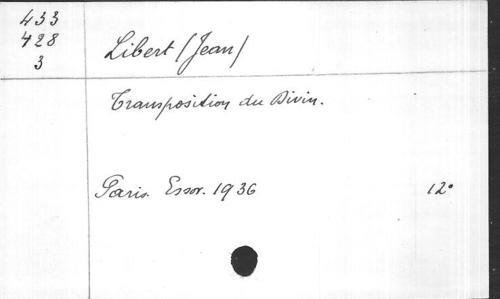 433
428
3
Libert (Jean)
Transposition du Divin.
Paris. Essor. 1936 12°